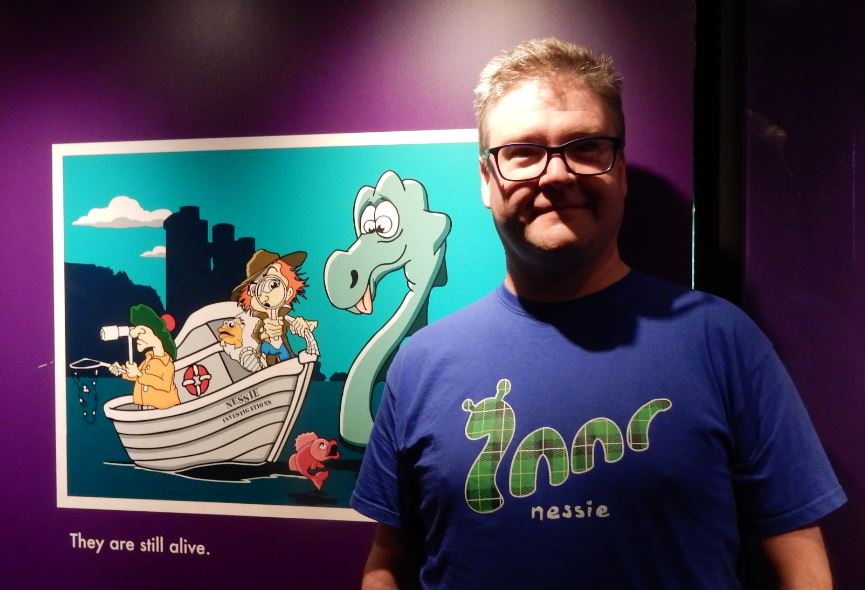 NESSIE
INVESTIGATIONS
nessie
They are still alive.